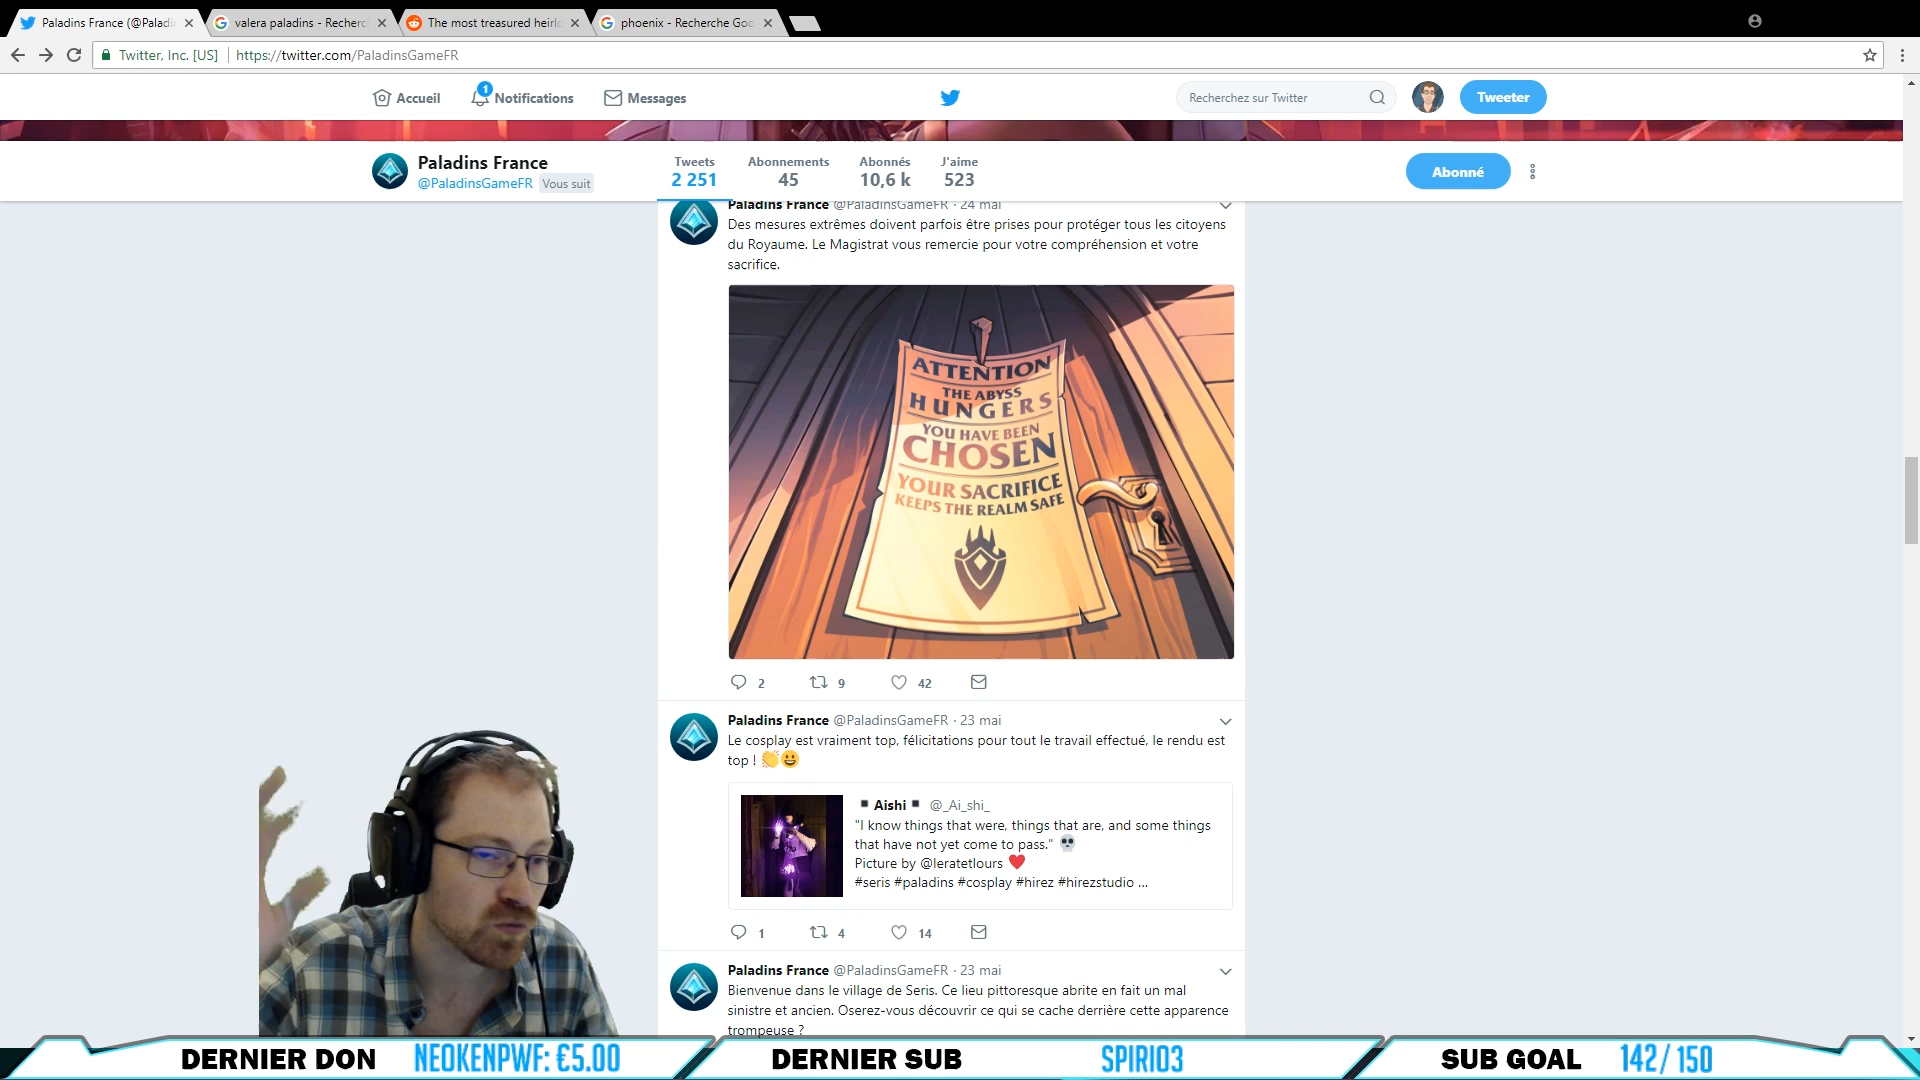 Paladins France (@Paladi
valera paladins - Recherc
The most treasured heirlo
phoenix - Recherche Goo
Twitter, Inc. [US]
https://twitter.com/PaladinsGameFR
Accueil
1
Notifications
Messages
Recherchez sur Twitter
Tweeter
Paladins France
@PaladinsGameFR Vous suit
Tweets
2 251
Abonnements
45
Abonnés
10,6 k
J'aime
523
Abonné
Paladins France @PaladinsGameFR · 24 mai
Des mesures extrêmes doivent parfois être prises pour protéger tous les citoyens
du Royaume. Le Magistrat vous remercie pour votre compréhension et votre
sacrifice.
ATTENTION
THE ABYSS
HUNGERS
YOU HAVE BEEN
CHOSEN
YOUR SACRIFICE
KEEPS THE REALM SAFE
2 9 42
Paladins France @PaladinsGameFR · 23 mai
Le cosplay est vraiment top, félicitations pour tout le travail effectué, le rendu est
top ! 👏😃
▪ Aishi ▪ @_Ai_shi_
"I know things that were, things that are, and some things
that have not yet come to pass." 💀
Picture by @leratetlours ❤
#seris #paladins #cosplay #hirez #hirezstudio ...
1 4 14
Paladins France @PaladinsGameFR · 23 mai
Bienvenue dans le village de Seris. Ce lieu pittoresque abrite en fait un mal
sinistre et ancien. Oserez-vous découvrir ce qui se cache derrière cette apparence
trompeuse ?
DERNIER DON NEOKENPWF: €5.00
DERNIER SUB SPIRI03
SUB GOAL 142/ 150